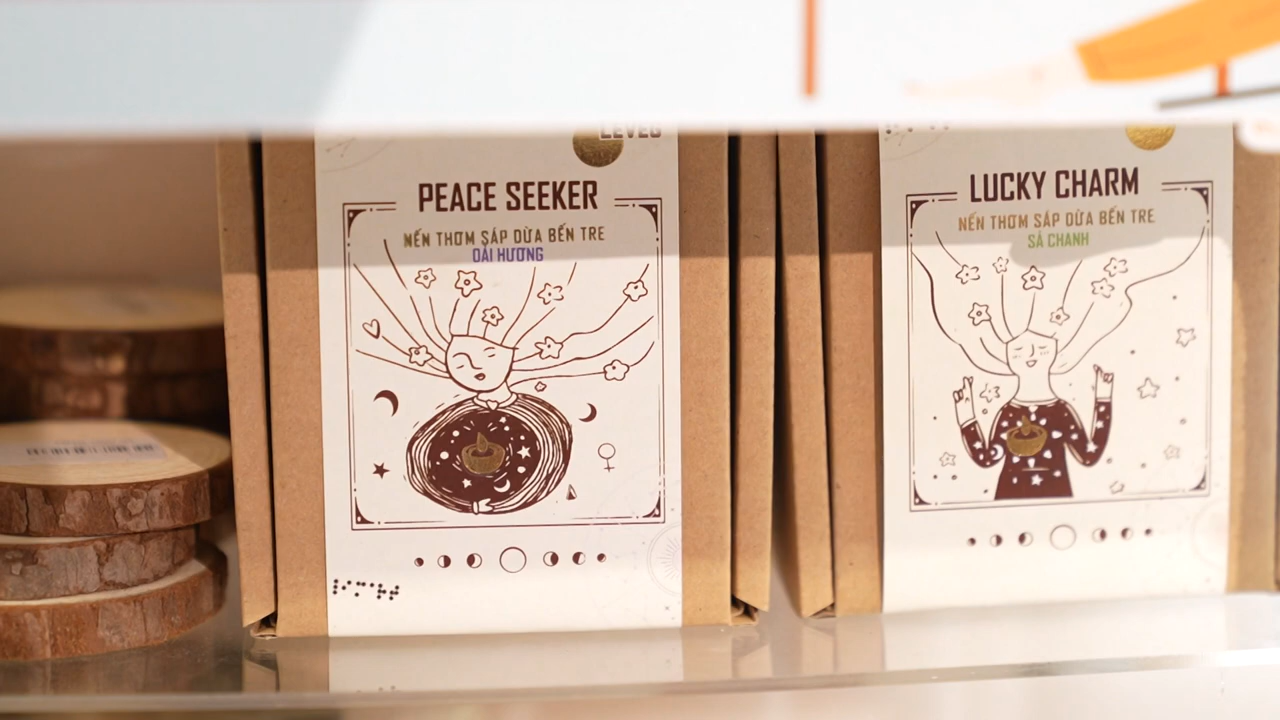 PEACE SEEKER
NẾN THƠM SÁP DỪA BẾN TRE
OẢI HƯƠNG
LUCKY CHARM
NẾN THƠM SÁP DỪA BẾN TRE
SẢ CHANH